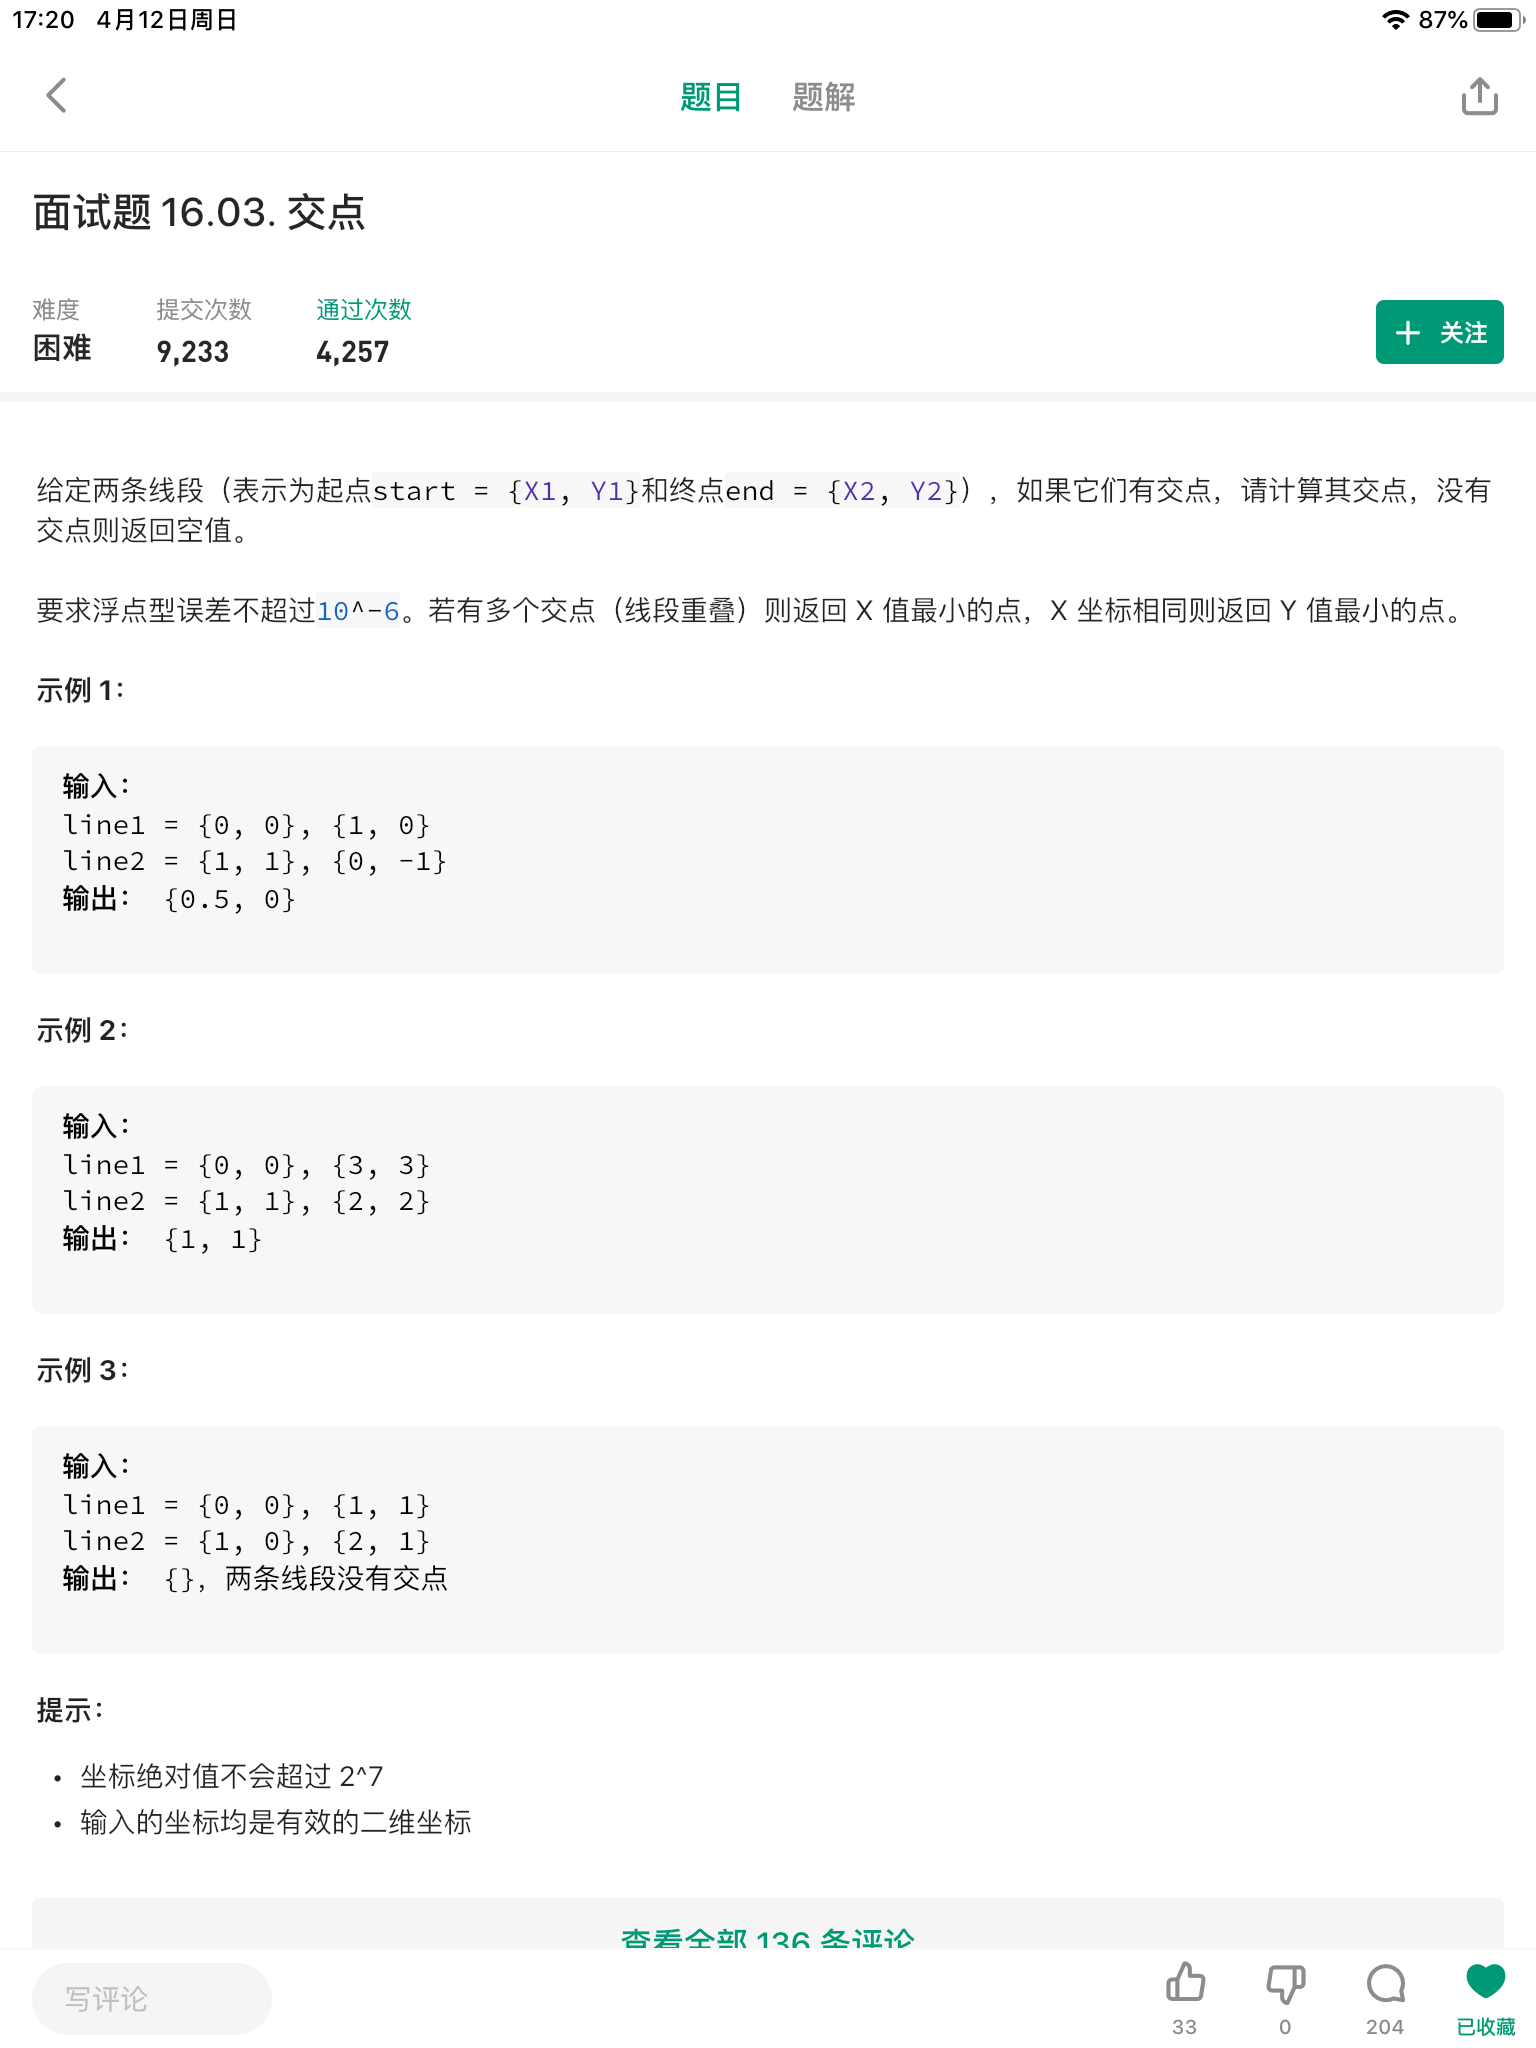 17:20 4月12日周日 87%
题目 题解
面试题 16.03. 交点
难度 提交次数 通过次数
困难 9,233 4,257
+ 关注
给定两条线段（表示为起点start = {X1, Y1}和终点end = {X2, Y2}），如果它们有交点，请计算其交点，没有
交点则返回空值。
要求浮点型误差不超过10^-6。若有多个交点（线段重叠）则返回 X 值最小的点，X 坐标相同则返回 Y 值最小的点。
示例 1：
输入：
line1 = {0, 0}, {1, 0}
line2 = {1, 1}, {0, -1}
输出： {0.5, 0}
示例 2：
输入：
line1 = {0, 0}, {3, 3}
line2 = {1, 1}, {2, 2}
输出： {1, 1}
示例 3：
输入：
line1 = {0, 0}, {1, 1}
line2 = {1, 0}, {2, 1}
输出： {}，两条线段没有交点
提示：
• 坐标绝对值不会超过 2^7
• 输入的坐标均是有效的二维坐标
查看全部 136 条评论
写评论
33 0 204 已收藏